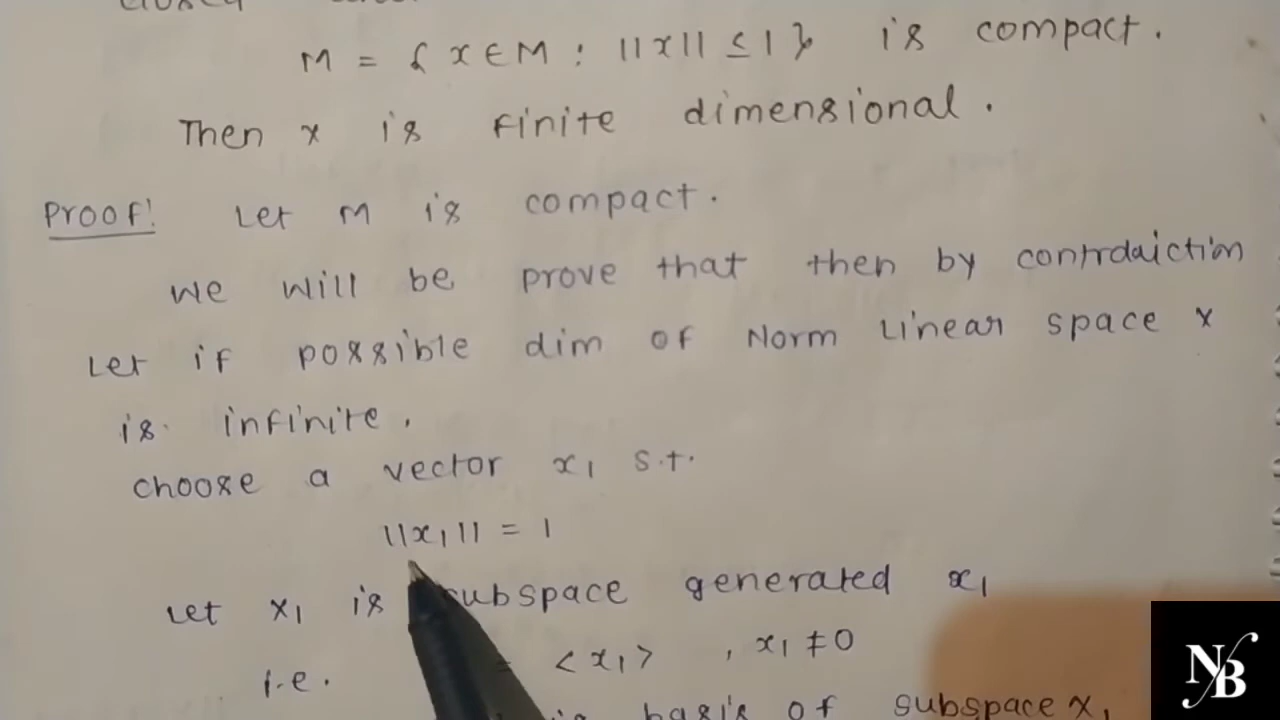 M = { x ∈ M : ||x|| ≤ 1 } is compact.
Then x is finite dimensional.
Proof! Let M is compact.
We will be prove that then by contrdaiction
Let if possible dim of Norm Linear space X
is infinite.
choose a vector x₁ s.t.
||x₁|| = 1
Let X₁ is subspace generated x₁
i.e. = <x₁> , x₁ ≠ 0
basis of subspace X₁
NB